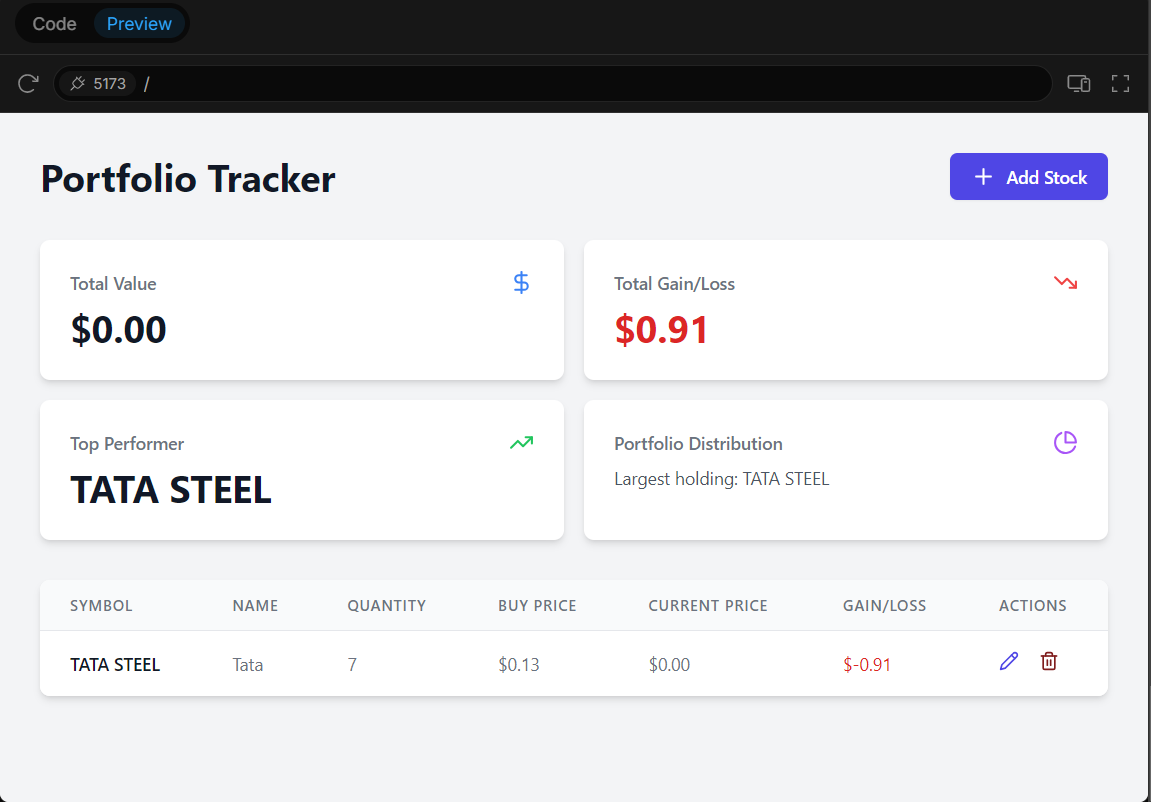 Code Preview
5173 /
Portfolio Tracker
+ Add Stock
Total Value
$0.00
Total Gain/Loss
$0.91
Top Performer
TATA STEEL
Portfolio Distribution
Largest holding: TATA STEEL
SYMBOL NAME QUANTITY BUY PRICE CURRENT PRICE GAIN/LOSS ACTIONS
TATA STEEL Tata 7 $0.13 $0.00 $-0.91